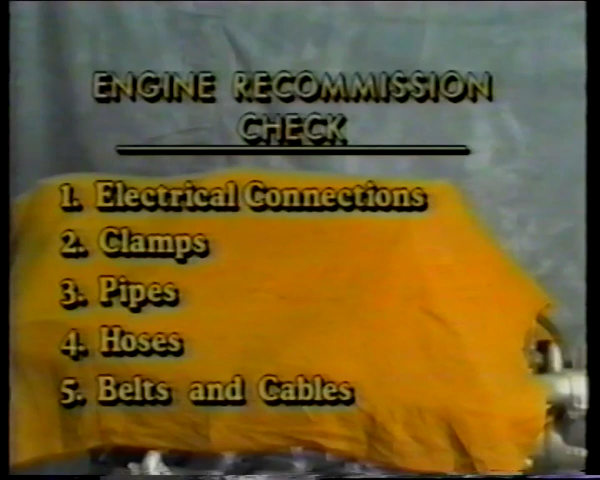 ENGINE RECOMMISSION
CHECK
1. Electrical Connections
2. Clamps
3. Pipes
4. Hoses
5. Belts and Cables